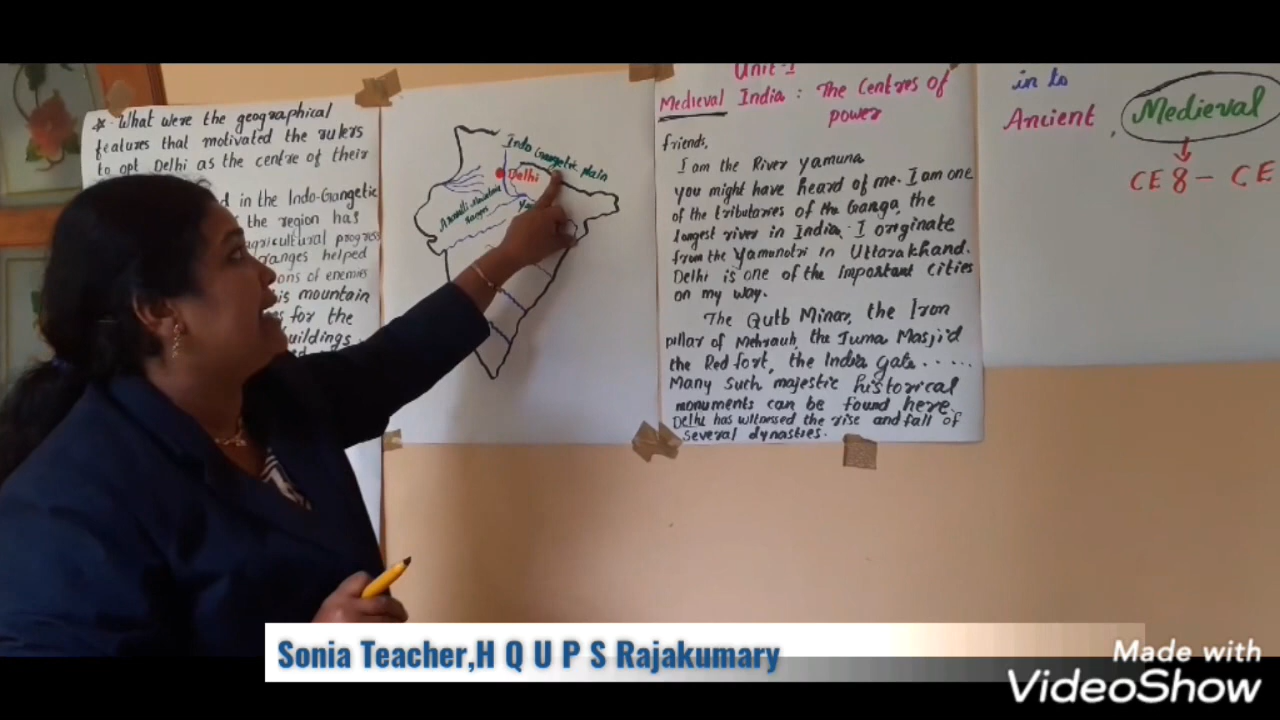 * What were the geographical
features that motivated the rulers
to opt Delhi as the centre of their
in the Indo-Gangetic
the region has
agricultural progress
ranges helped
ons of enemies
is mountain
for the
uildings.
Indo Gangetic plain
Delhi
Unit-I
Medieval India: The Centres of
power
friends,
I am the River yamuna
you might have heard of me. I am one
of the tributaries of the Ganga, the
longest river in India. I originate
from the yamunotri in Uttarakhand.
Delhi is one of the important cities
on my way.
The Qutb Minar, the Iron
pillar of Mehrauh, the Juma Masjid
the Red fort, the India gate.....
Many such majestic historical
monuments can be found here.
Delhi has witnessed the rise and fall of
several dynasties.
in to
Ancient, Medieval
CE 8 - CE
Sonia Teacher,H Q U P S Rajakumary
Made with
VideoShow